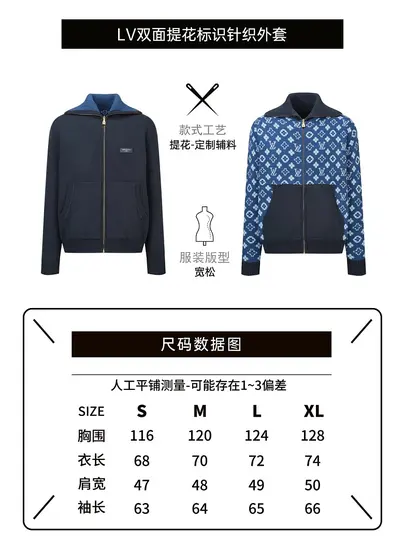 LV双面提花标识针织外套
款式工艺
提花-定制辅料
服装版型
宽松
尺码数据图
人工平铺测量-可能存在1~3偏差
SIZE S M L XL
胸围 116 120 124 128
衣长 68 70 72 74
肩宽 47 48 49 50
袖长 63 64 65 66